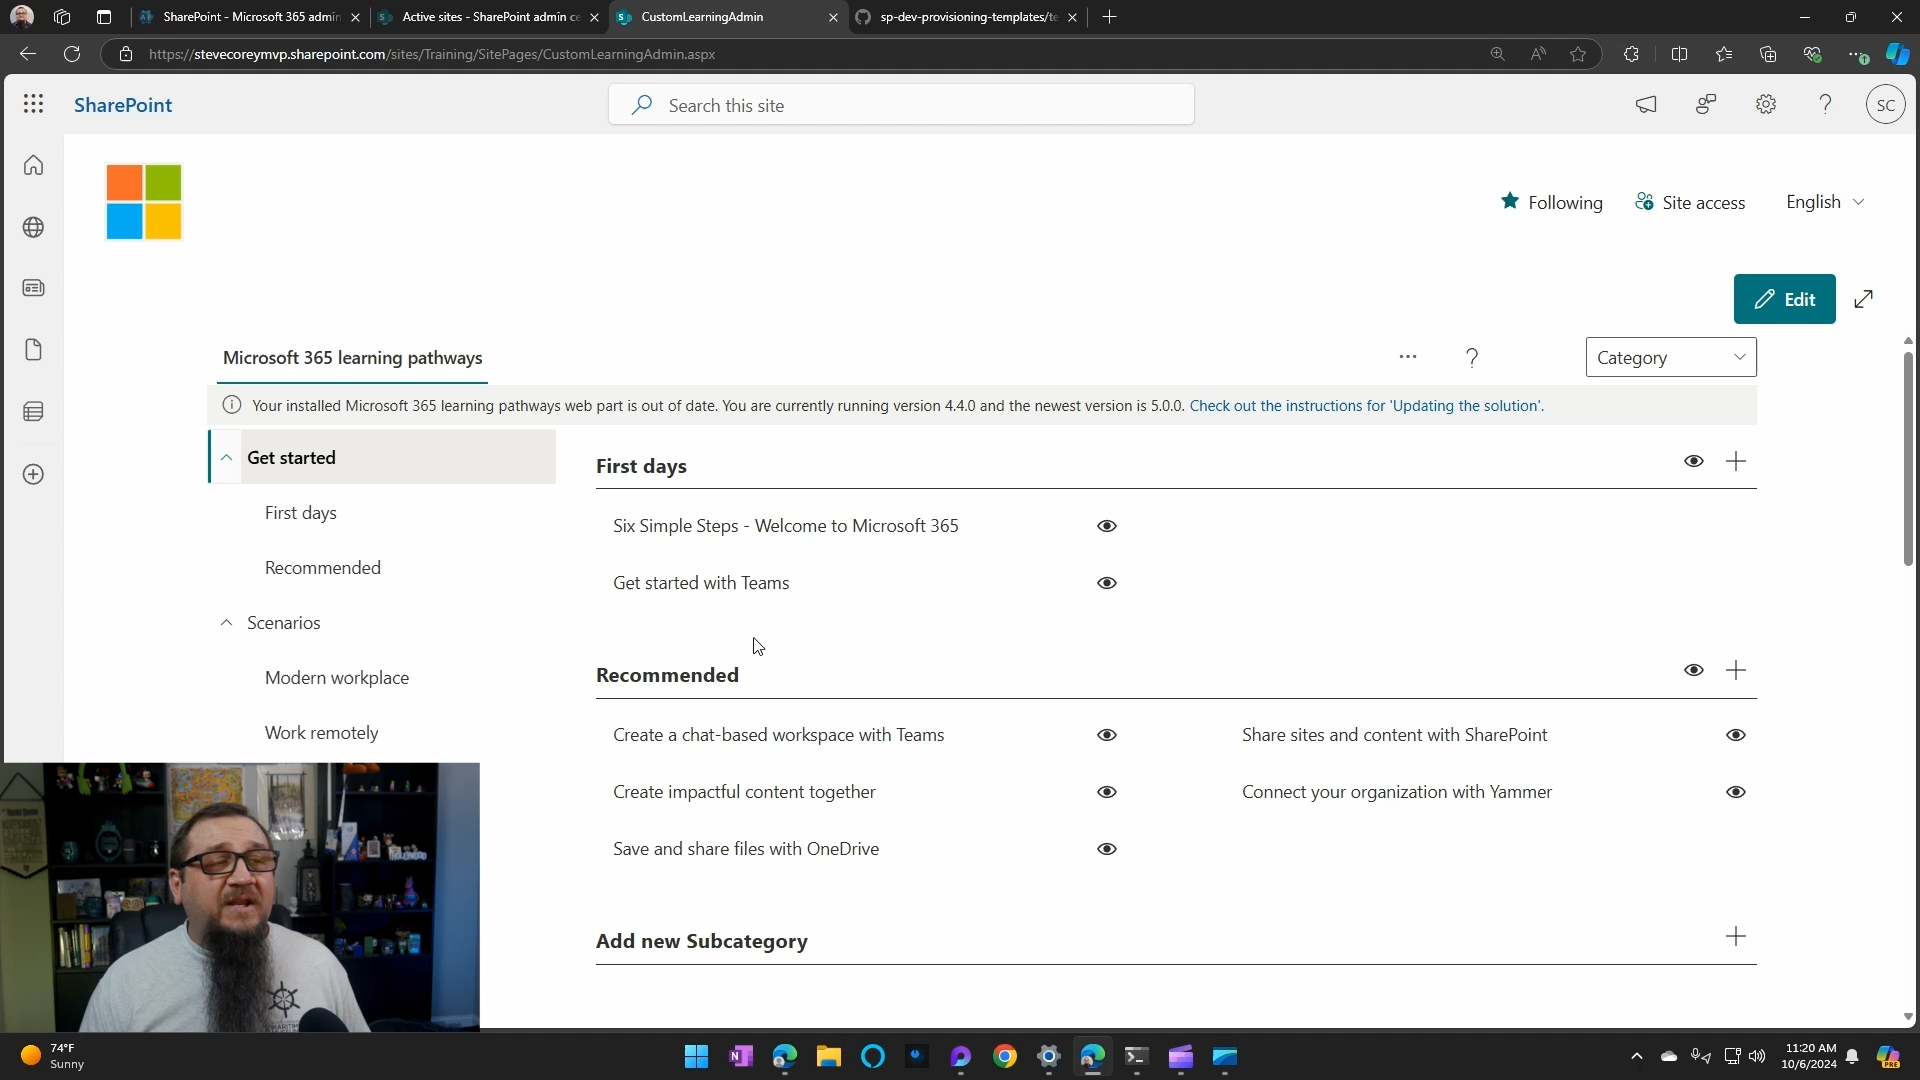 SharePoint - Microsoft 365 admin
Active sites - SharePoint admin ce
CustomLearningAdmin
sp-dev-provisioning-templates/te
https://stevecoreymvp.sharepoint.com/sites/Training/SitePages/CustomLearningAdmin.aspx
SharePoint
Search this site
SC
Following
Site access
English
Edit
Microsoft 365 learning pathways
Category
Your installed Microsoft 365 learning pathways web part is out of date. You are currently running version 4.4.0 and the newest version is 5.0.0. Check out the instructions for 'Updating the solution'.
Get started
First days
Recommended
Scenarios
Modern workplace
Work remotely
First days
Six Simple Steps - Welcome to Microsoft 365
Get started with Teams
Recommended
Create a chat-based workspace with Teams
Share sites and content with SharePoint
Create impactful content together
Connect your organization with Yammer
Save and share files with OneDrive
Add new Subcategory
74°F
Sunny
11:20 AM
10/6/2024
PRE